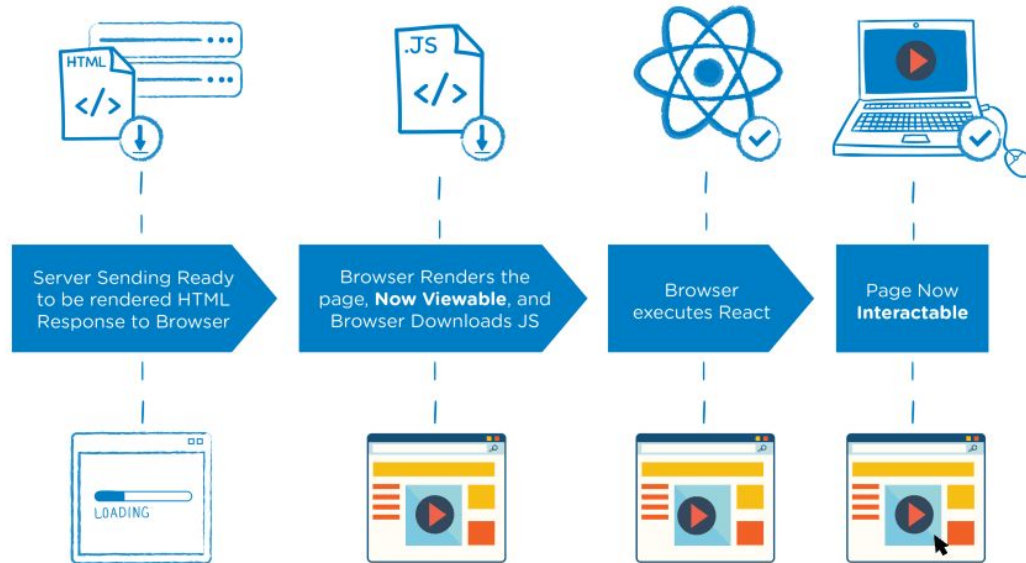 HTML
</>
.JS
</>
Server Sending Ready
to be rendered HTML
Response to Browser
Browser Renders the
page, Now Viewable, and
Browser Downloads JS
Browser
executes React
Page Now
Interactable
LOADING